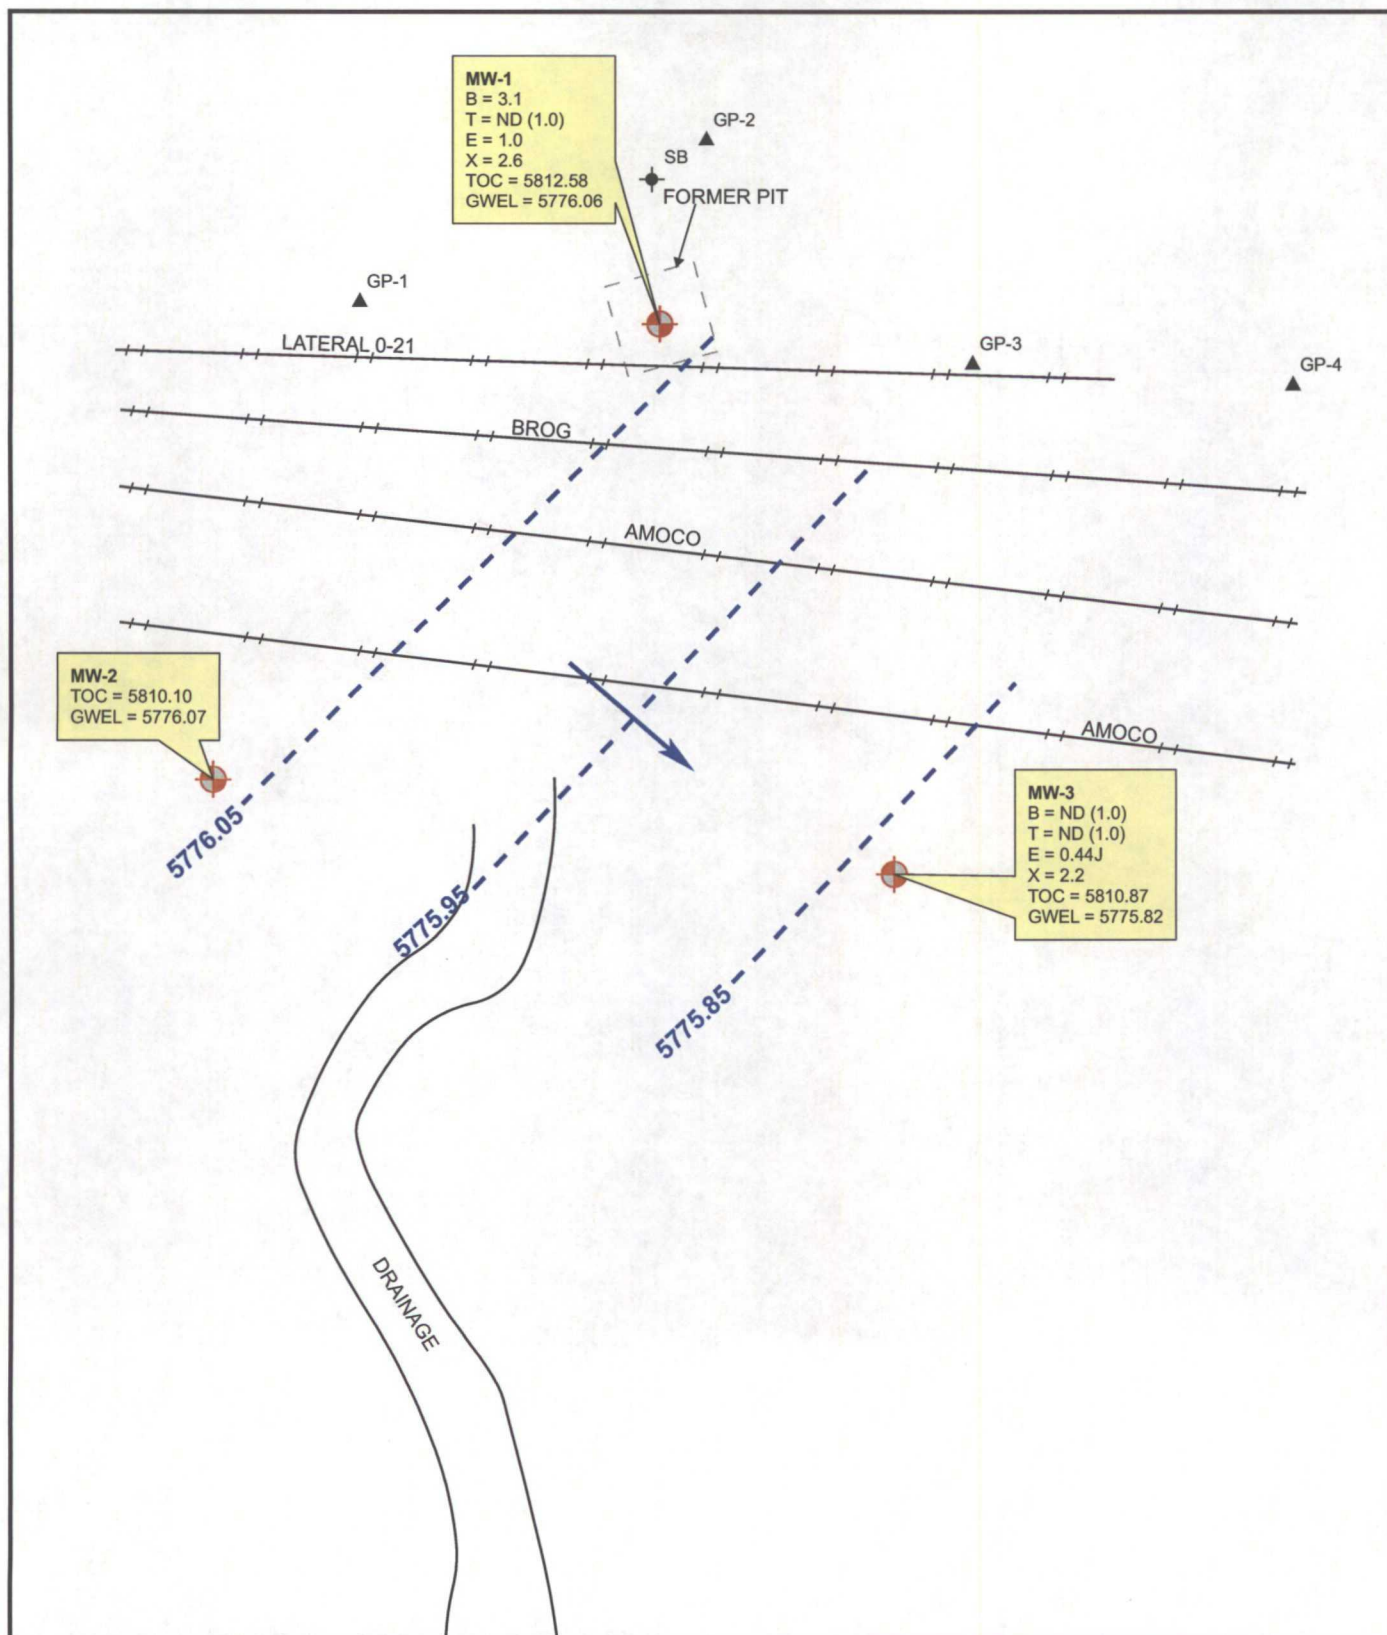 MW-1
B = 3.1
T = ND (1.0)
E = 1.0
X = 2.6
TOC = 5812.58
GWEL = 5776.06
GP-2
SB
FORMER PIT
GP-1
LATERAL 0-21
GP-3
GP-4
BROG
AMOCO
MW-2
TOC = 5810.10
GWEL = 5776.07
AMOCO
MW-3
B = ND (1.0)
T = ND (1.0)
E = 0.44J
X = 2.2
TOC = 5810.87
GWEL = 5775.82
5776.05
5775.95
5775.85
DRAINAGE